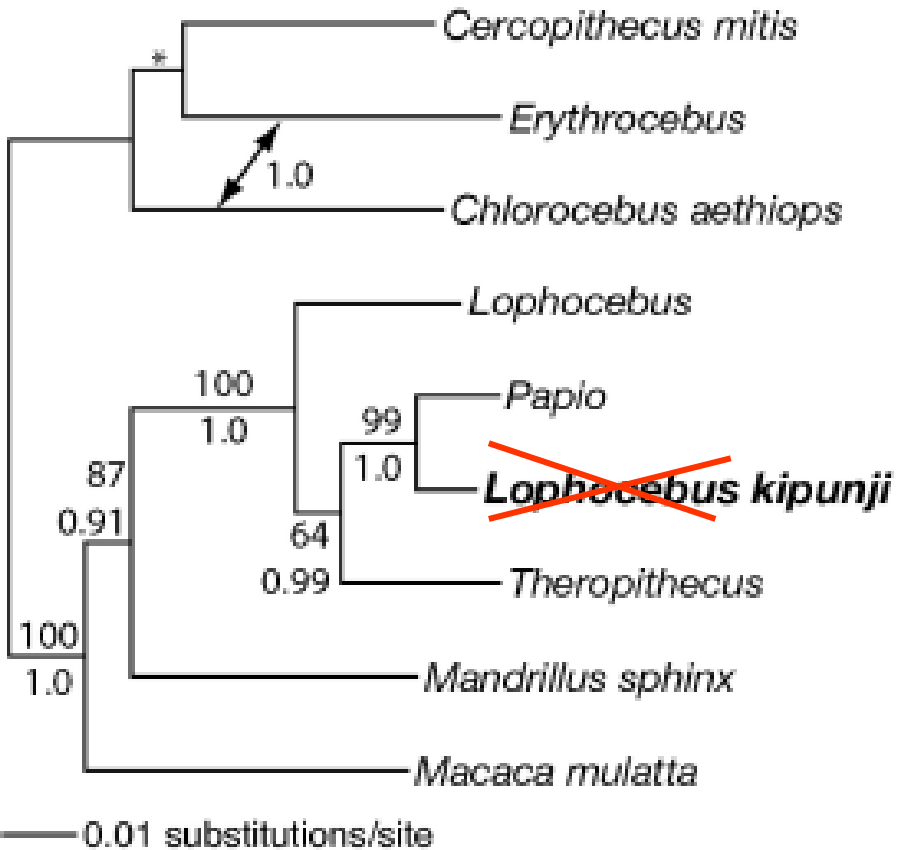 Cercopithecus mitis
*
Erythrocebus
1.0
Chlorocebus aethiops
Lophocebus
100
1.0
Papio
99
1.0
Lophocebus kipunji
87
0.91
64
0.99
Theropithecus
100
1.0
Mandrillus sphinx
Macaca mulatta
0.01 substitutions/site